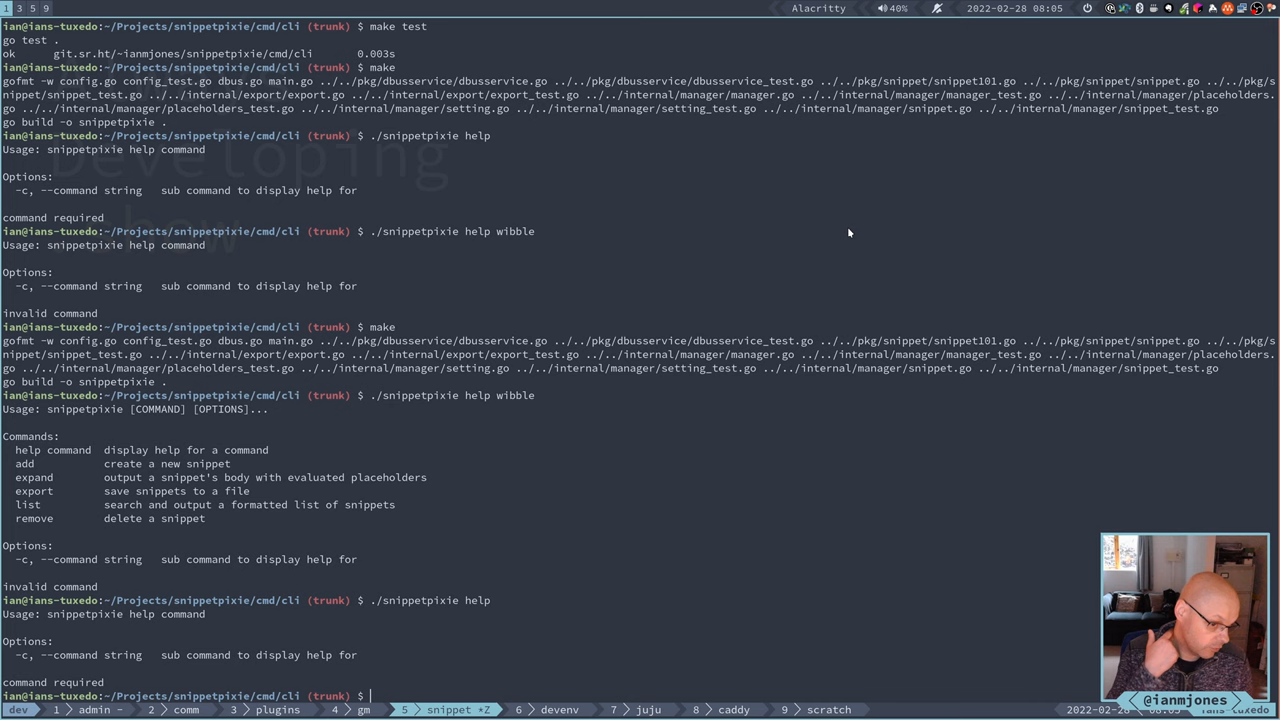 1 3 5 9 Alacritty 40% 2022-02-28 08:05
ian@ians-tuxedo:~/Projects/snippetpixie/cmd/cli (trunk) $ make test
go test .
ok git.sr.ht/~ianmjones/snippetpixie/cmd/cli 0.003s
ian@ians-tuxedo:~/Projects/snippetpixie/cmd/cli (trunk) $ make
gofmt -w config.go config_test.go dbus.go main.go ../../pkg/dbusservice/dbusservice.go ../../pkg/dbusservice/dbusservice_test.go ../../pkg/snippet/snippet101.go ../../pkg/snippet/snippet.go ../../pkg/s
nippet/snippet_test.go ../../internal/export/export.go ../../internal/export/export_test.go ../../internal/manager/manager.go ../../internal/manager/manager_test.go ../../internal/manager/placeholders.
go ../../internal/manager/placeholders_test.go ../../internal/manager/setting.go ../../internal/manager/setting_test.go ../../internal/manager/snippet.go ../../internal/manager/snippet_test.go
go build -o snippetpixie .
ian@ians-tuxedo:~/Projects/snippetpixie/cmd/cli (trunk) $ ./snippetpixie help
Usage: snippetpixie help command
Developing
Options:
-c, --command string sub command to display help for
command required
show
ian@ians-tuxedo:~/Projects/snippetpixie/cmd/cli (trunk) $ ./snippetpixie help wibble
Usage: snippetpixie help command
Options:
-c, --command string sub command to display help for
invalid command
ian@ians-tuxedo:~/Projects/snippetpixie/cmd/cli (trunk) $ make
gofmt -w config.go config_test.go dbus.go main.go ../../pkg/dbusservice/dbusservice.go ../../pkg/dbusservice/dbusservice_test.go ../../pkg/snippet/snippet101.go ../../pkg/snippet/snippet.go ../../pkg/s
nippet/snippet_test.go ../../internal/export/export.go ../../internal/export/export_test.go ../../internal/manager/manager.go ../../internal/manager/manager_test.go ../../internal/manager/placeholders.
go ../../internal/manager/placeholders_test.go ../../internal/manager/setting.go ../../internal/manager/setting_test.go ../../internal/manager/snippet.go ../../internal/manager/snippet_test.go
go build -o snippetpixie .
ian@ians-tuxedo:~/Projects/snippetpixie/cmd/cli (trunk) $ ./snippetpixie help wibble
Usage: snippetpixie [COMMAND] [OPTIONS]...
Commands:
help command display help for a command
add create a new snippet
expand output a snippet's body with evaluated placeholders
export save snippets to a file
list search and output a formatted list of snippets
remove delete a snippet
Options:
-c, --command string sub command to display help for
invalid command
ian@ians-tuxedo:~/Projects/snippetpixie/cmd/cli (trunk) $ ./snippetpixie help
Usage: snippetpixie help command
Options:
-c, --command string sub command to display help for
command required
ian@ians-tuxedo:~/Projects/snippetpixie/cmd/cli (trunk) $
@ianmjones
dev 1 admin - 2 comm 3 plugins 4 gm 5 snippet *Z 6 devenv 7 juju 8 caddy 9 scratch 2022-02-28 ians-tuxedo